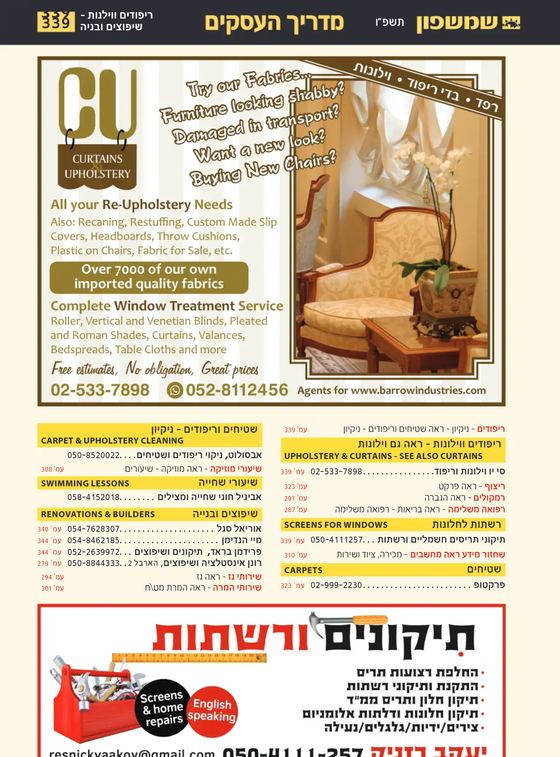 שמשפון
תשפ"ו
מדריך העסקים
ריפודים ווילנות -
שיפוצים ובניה
339
רפד • בדי ריפוד • וילונות
CU
CURTAINS
&
UPHOLSTERY
Try our Fabrics...
Furniture looking shabby?
Damaged in transport?
Want a new look?
Buying New Chairs?
All your Re-Upholstery Needs
Also: Recaning, Restuffing, Custom Made Slip
Covers, Headboards, Throw Cushions,
Plastic on Chairs, Fabric for Sale, etc.
Over 7000 of our own
imported quality fabrics
Complete Window Treatment Service
Roller, Vertical and Venetian Blinds, Pleated
and Roman Shades, Curtains, Valances,
Bedspreads, Table Cloths and more
Free estimates, No obligation, Great prices
02-533-7898 052-8112456 Agents for www.barrowindustries.com
ריפודים - ניקיון - ראה שטיחים וריפודים - ניקיון עמ' 339
ריפודים ווילונות - ראה גם וילונות
UPHOLSTERY & CURTAINS - SEE ALSO CURTAINS
סי יו וילונות וריפוד................02-533-7898 עמ' 339
ריצוף - ראה פרקט עמ' 323
רמקולים - ראה הגברה עמ' 297
רפואה משלימה - ראה בריאות - רפואה משלימה עמ' 287
רשתות לחלונות SCREENS FOR WINDOWS
תיקוני תריסים חשמליים ורשתות ...050-4111257 עמ' 339
שחזור מידע ראה מחשבים - מכירה, ציוד ושירות עמ' 310
שטיחים CARPETS
פרקטופ........................02-999-2230 עמ' 323
שטיחים וריפודים - ניקיון
CARPET & UPHOLSTERY CLEANING
אבסולוט, ניקוי ריפודים ושטיחים....050-8520022
שיעורי מוזיקה - ראה מוזיקה - שיעורים עמ' 308
שיעורי שחייה SWIMMING LESSONS
אביגיל חוגי שחייה ומצילים ........058-4152018
שיפוצים ובנייה RENOVATIONS & BUILDERS
אוריאל סגל ......................054-7628307 עמ' 340
מיי הנדימן ......................054-8462185 עמ' 344
פרידמן בראד, תיקונים ושיפוצים ...052-2639972 עמ' 344
רונן אינסטלציה ושיפוצים, הארבל 2..050-8844333 עמ' 279
שירותי גז - ראה גז עמ' 294
שירותי המרה - ראה המרת מט\ח עמ' 301
תיקונים ורשתות
• החלפת רצועות תריס
• התקנת ותיקוני רשתות
• תיקון חלון ותריס ממ"ד
• תיקון חלונות ודלתות אלומניום
• צירים/ידיות/גלגלים/נעילה
Screens
& home
repairs
English
speaking
יעקב רזניק 050-4111-257 resnickyaakov@gmail.com